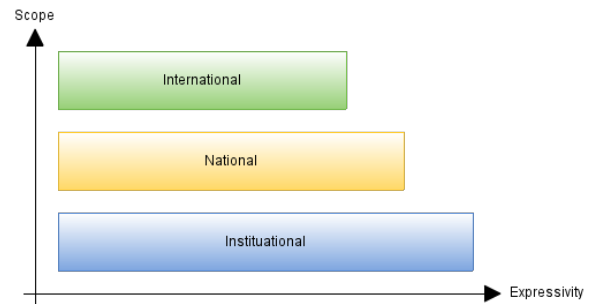 Scope
International
National
Instituational
Expressivity